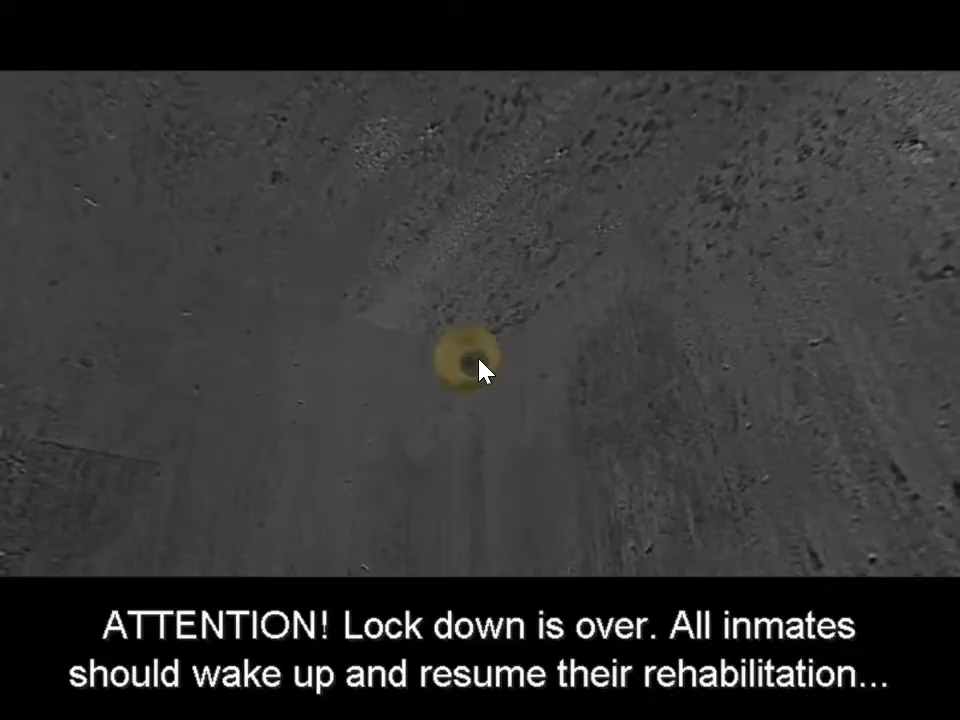 ATTENTION! Lock down is over. All inmates
should wake up and resume their rehabilitation...